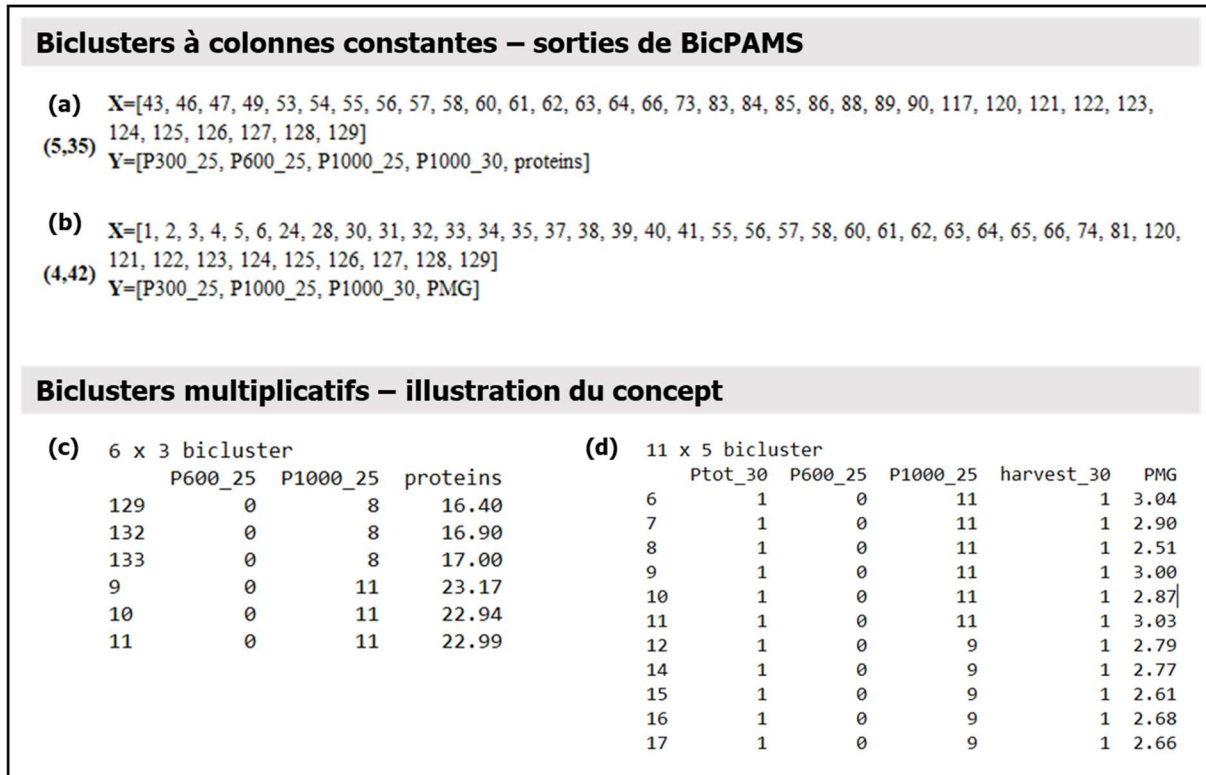 Biclusters à colonnes constantes – sorties de BicPAMS
(a) X=[43, 46, 47, 49, 53, 54, 55, 56, 57, 58, 60, 61, 62, 63, 64, 66, 73, 83, 84, 85, 86, 88, 89, 90, 117, 120, 121, 122, 123,
124, 125, 126, 127, 128, 129]
(5,35) Y=[P300_25, P600_25, P1000_25, P1000_30, proteins]
(b) X=[1, 2, 3, 4, 5, 6, 24, 28, 30, 31, 32, 33, 34, 35, 37, 38, 39, 40, 41, 55, 56, 57, 58, 60, 61, 62, 63, 64, 65, 66, 74, 81, 120,
121, 122, 123, 124, 125, 126, 127, 128, 129]
(4,42) Y=[P300_25, P1000_25, P1000_30, PMG]
Biclusters multiplicatifs – illustration du concept
(c) 6 x 3 bicluster
P600_25 P1000_25 proteins
129 0 8 16.40
132 0 8 16.90
133 0 8 17.00
9 0 11 23.17
10 0 11 22.94
11 0 11 22.99
(d) 11 x 5 bicluster
Ptot_30 P600_25 P1000_25 harvest_30 PMG
6 1 0 11 1 3.04
7 1 0 11 1 2.90
8 1 0 11 1 2.51
9 1 0 11 1 3.00
10 1 0 11 1 2.87
11 1 0 11 1 3.03
12 1 0 9 1 2.79
14 1 0 9 1 2.77
15 1 0 9 1 2.61
16 1 0 9 1 2.68
17 1 0 9 1 2.66